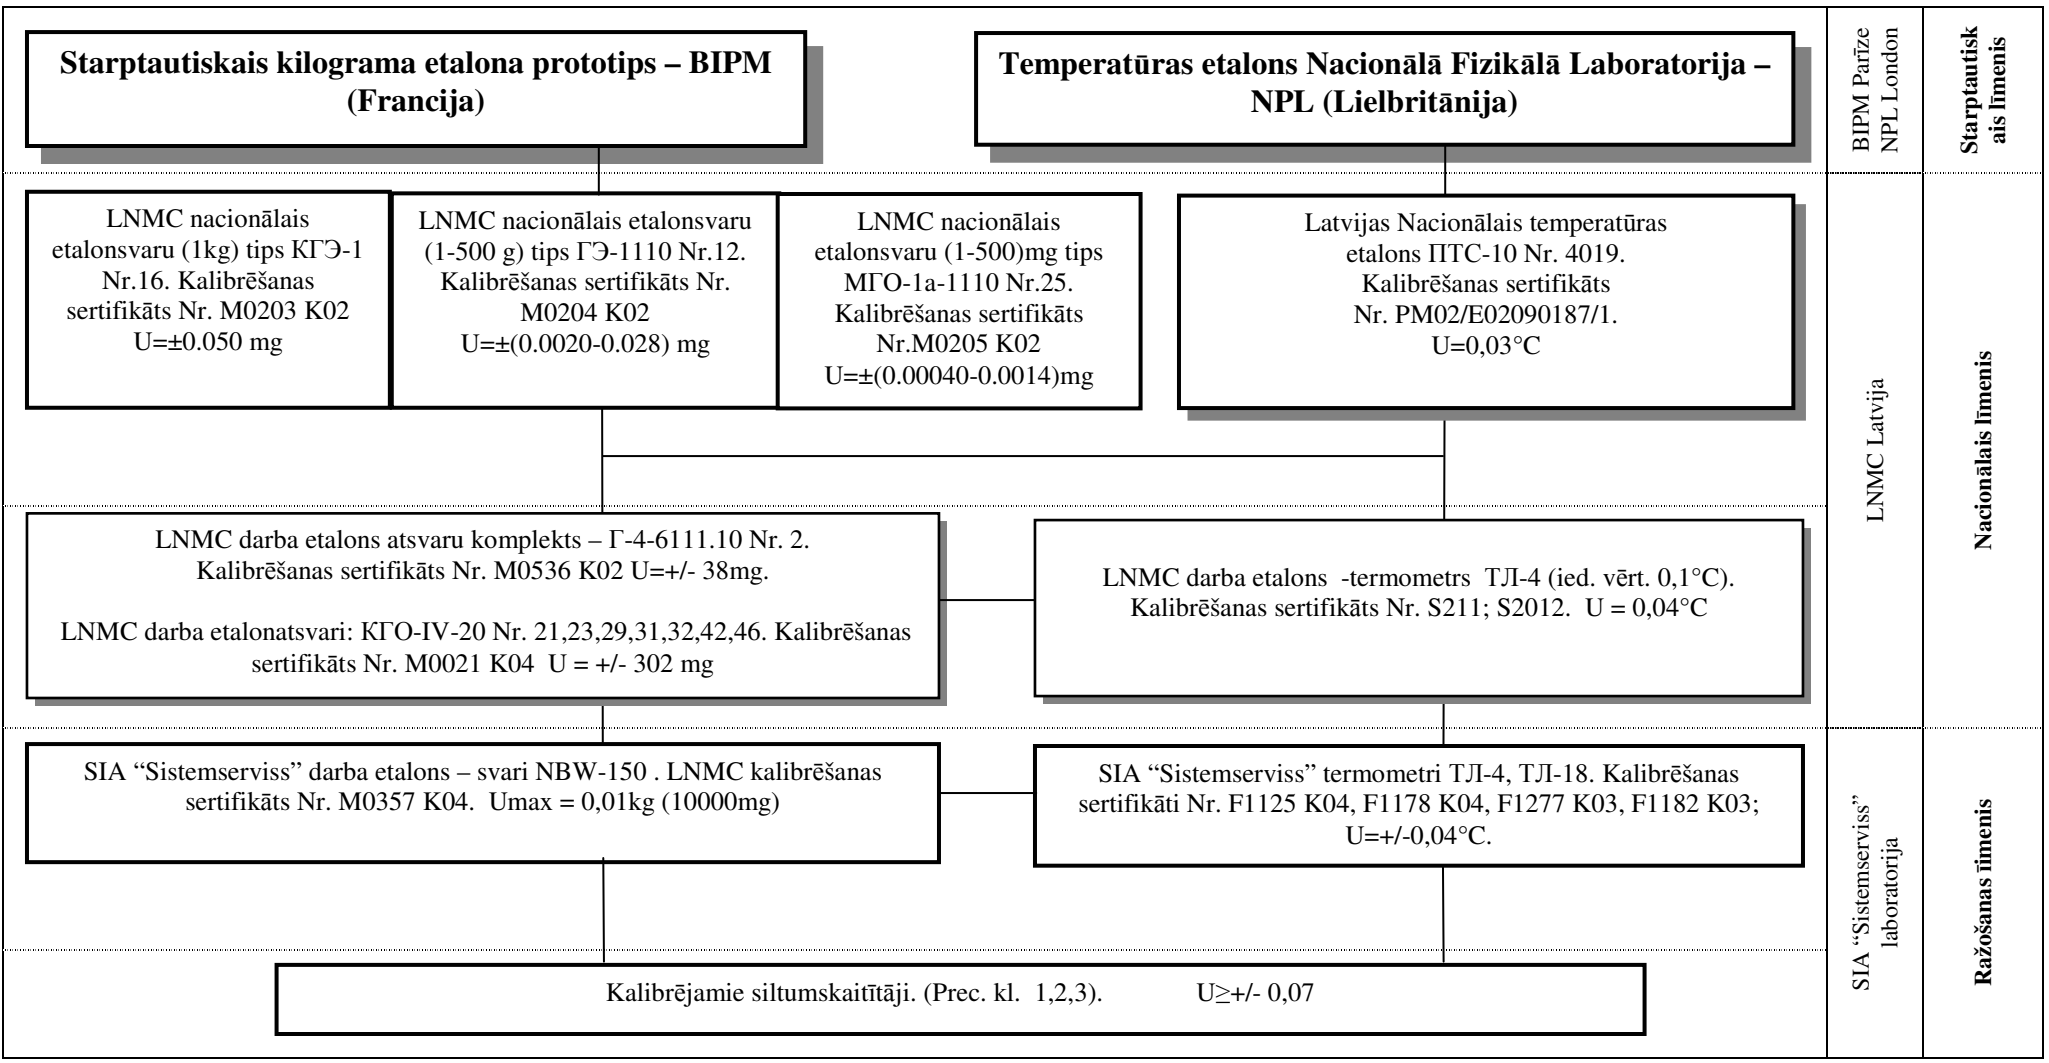 Starptautiskais kilograma etalona prototips – BIPM
(Francija)
Temperatūras etalons Nacionālā Fizikālā Laboratorija –
NPL (Lielbritānija)
BIPM Parīze
NPL London
Starptautisk
ais līmenis
LNMC nacionālais
etalonsvaru (1kg) tips КГЭ-1
Nr.16. Kalibrēšanas
sertifikāts Nr. M0203 K02
U=±0.050 mg
LNMC nacionālais etalonsvaru
(1-500 g) tips ГЭ-1110 Nr.12.
Kalibrēšanas sertifikāts Nr.
M0204 K02
U=±(0.0020-0.028) mg
LNMC nacionālais
etalonsvaru (1-500)mg tips
МГО-1а-1110 Nr.25.
Kalibrēšanas sertifikāts
Nr.M0205 K02
U=±(0.00040-0.0014)mg
Latvijas Nacionālais temperatūras
etalons ПТС-10 Nr. 4019.
Kalibrēšanas sertifikāts
Nr. PM02/E02090187/1.
U=0,03°C
LNMC Latvija
Nacionālais līmenis
LNMC darba etalons atsvaru komplekts – Г-4-6111.10 Nr. 2.
Kalibrēšanas sertifikāts Nr. M0536 K02 U=+/- 38mg.
LNMC darba etalonatsvari: КГО-IV-20 Nr. 21,23,29,31,32,42,46. Kalibrēšanas
sertifikāts Nr. M0021 K04 U = +/- 302 mg
LNMC darba etalons -termometrs ТЛ-4 (ied. vērt. 0,1°C).
Kalibrēšanas sertifikāts Nr. S211; S2012. U = 0,04°C
SIA “Sistemserviss” darba etalons – svari NBW-150 . LNMC kalibrēšanas
sertifikāts Nr. M0357 K04. Umax = 0,01kg (10000mg)
SIA “Sistemserviss” termometri ТЛ-4, ТЛ-18. Kalibrēšanas
sertifikāti Nr. F1125 K04, F1178 K04, F1277 K03, F1182 K03;
U=+/-0,04°C.
SIA “Sistemserviss”
laboratorija
Ražošanas īmenis
Kalibrējamie siltumskaitītāji. (Prec. kl. 1,2,3). U≥+/- 0,07